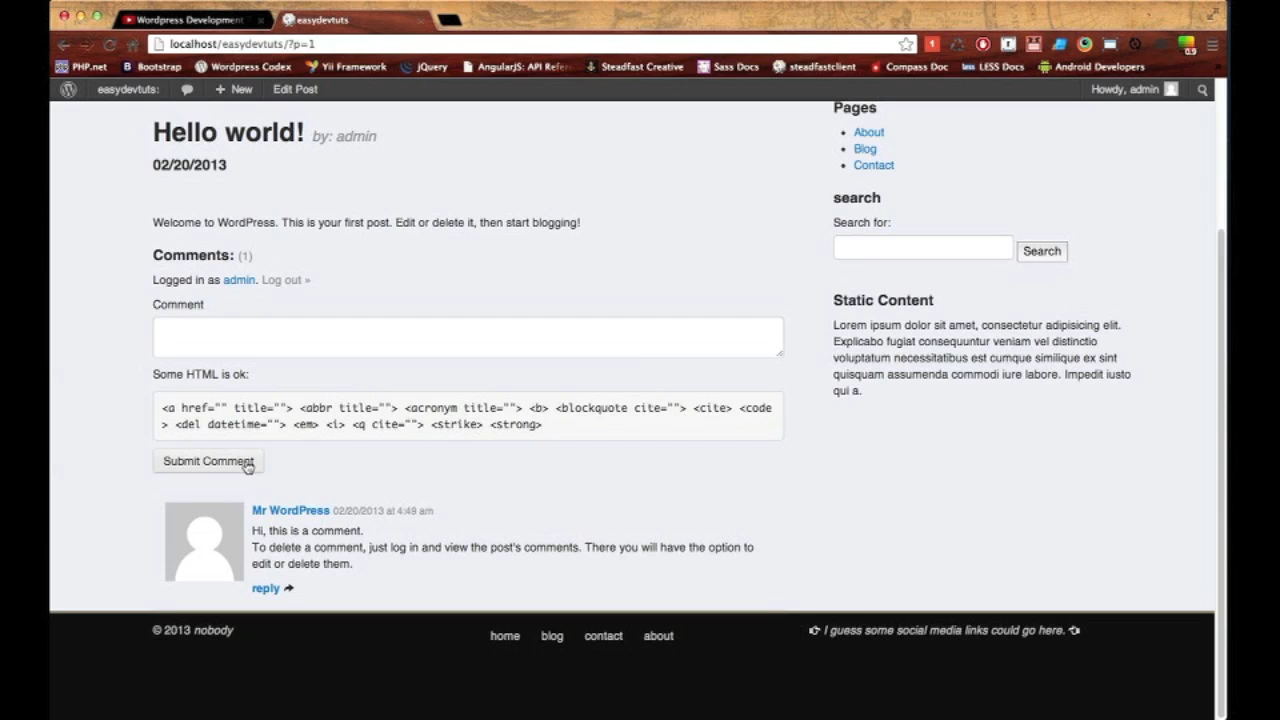 Wordpress Development
easydevtuts
localhost/easydevtuts/?p=1
1
0.9
PHP.net
B Bootstrap
Wordpress Codex
Yii Framework
jQuery
AngularJS: API Refer
Steadfast Creative
Sass Docs
steadfastclient
Compass Doc
LESS Docs
Android Developers
easydevtuts:
+ New
Edit Post
Howdy, admin
Hello world! by: admin
02/20/2013
Welcome to WordPress. This is your first post. Edit or delete it, then start blogging!
Comments: (1)
Logged in as admin. Log out »
Comment
Some HTML is ok:
<a href="" title=""> <abbr title=""> <acronym title=""> <b> <blockquote cite=""> <cite> <code
> <del datetime=""> <em> <i> <q cite=""> <strike> <strong>
Submit Comment
Mr WordPress 02/20/2013 at 4:49 am
Hi, this is a comment.
To delete a comment, just log in and view the post's comments. There you will have the option to
edit or delete them.
reply
Pages
About
Blog
Contact
search
Search for:
Search
Static Content
Lorem ipsum dolor sit amet, consectetur adipisicing elit.
Explicabo fugiat consequuntur veniam vel distinctio
voluptatum necessitatibus est cumque similique ex sint
quisquam assumenda commodi iure labore. Impedit iusto
qui a.
© 2013 nobody
home
blog
contact
about
I guess some social media links could go here.